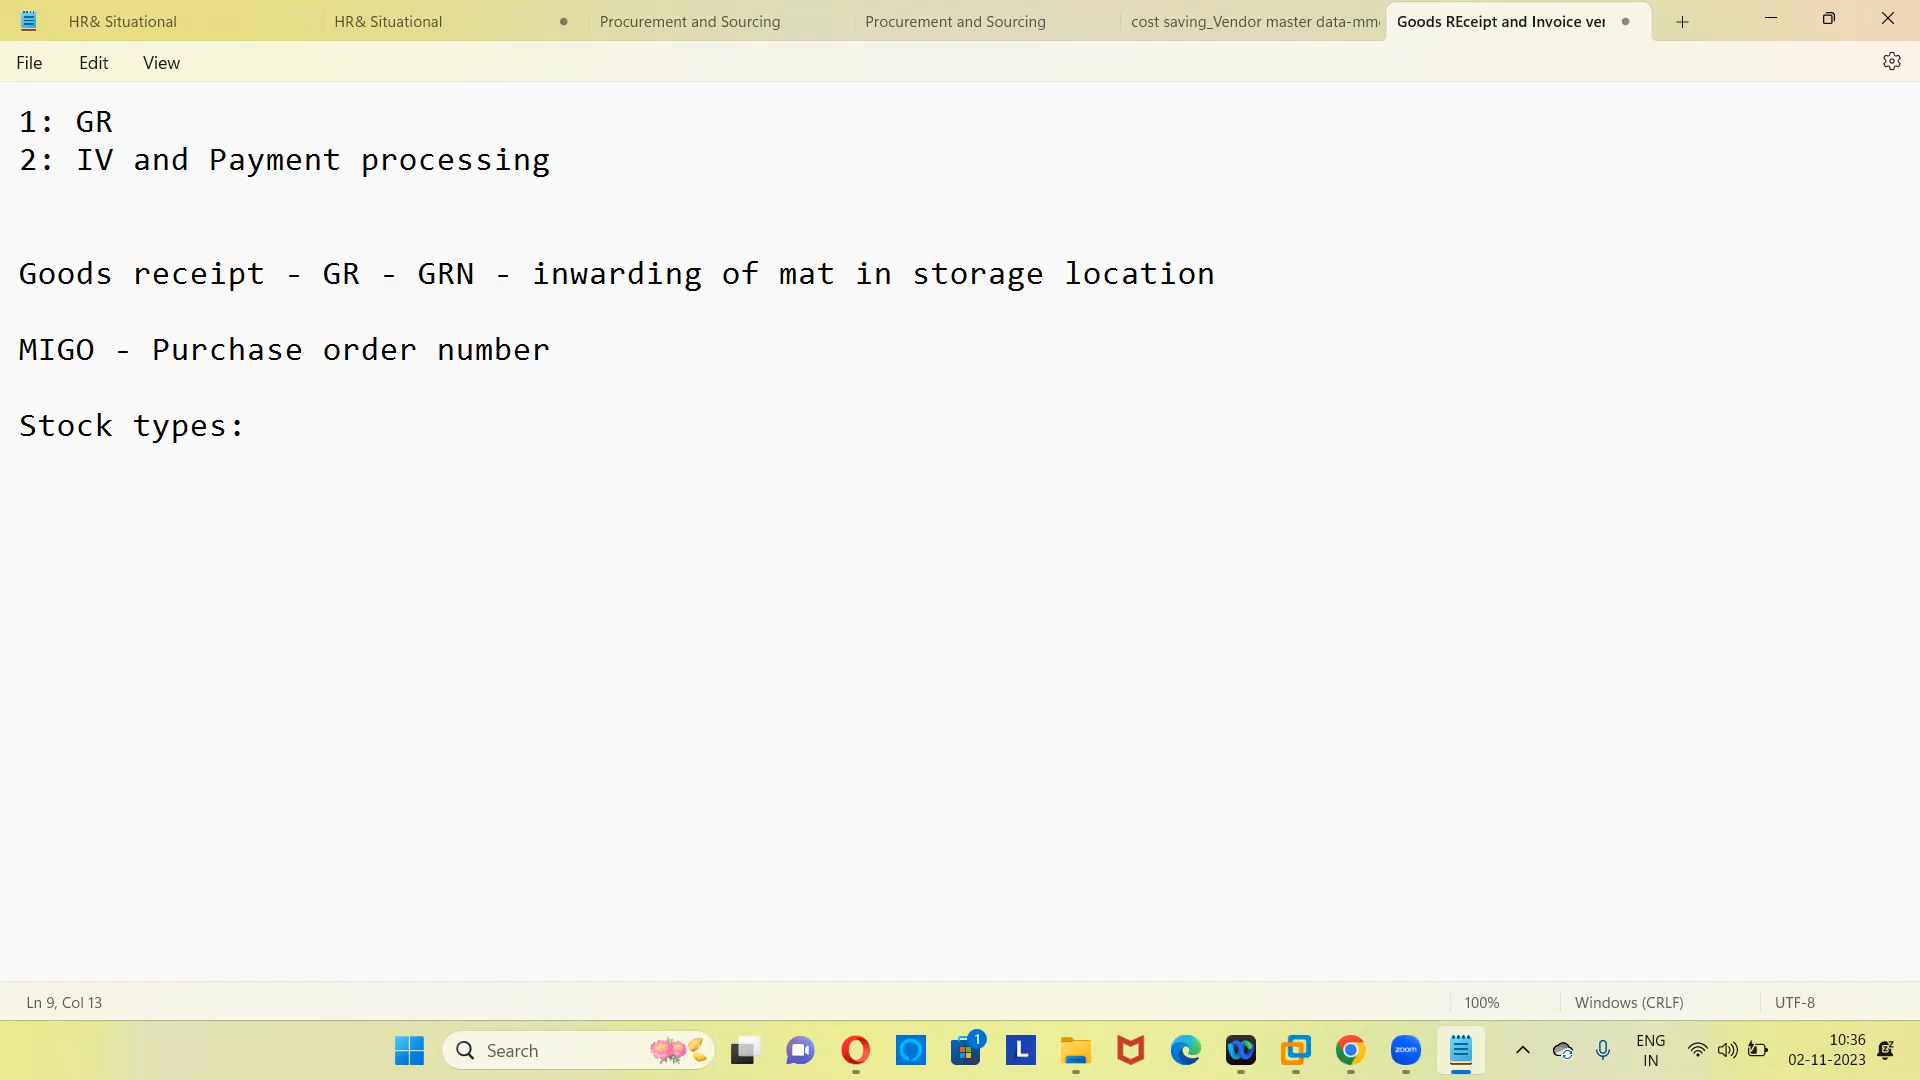 HR& Situational
HR& Situational
Procurement and Sourcing
Procurement and Sourcing
cost saving_Vendor master data-mm
Goods REceipt and Invoice ver
File
Edit
View
1: GR
2: IV and Payment processing
Goods receipt - GR - GRN - inwarding of mat in storage location
MIGO - Purchase order number
Stock types:
Ln 9, Col 13
100%
Windows (CRLF)
UTF-8
Search
1
L
zoom
ENG
IN
10:36
02-11-2023